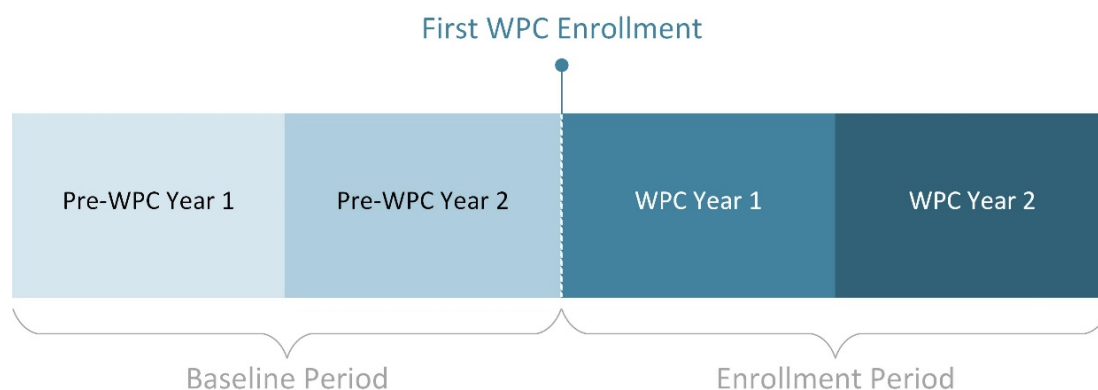 First WPC Enrollment
Pre-WPC Year 1
Pre-WPC Year 2
WPC Year 1
WPC Year 2
Baseline Period
Enrollment Period